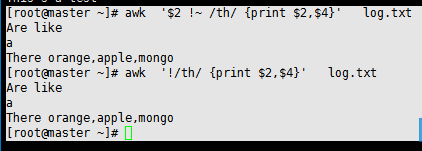 [root@master ~]# awk  '$2 !~ /th/ {print $2,$4}'   log.txt
Are like
a
There orange,apple,mongo
[root@master ~]# awk  '!/th/ {print $2,$4}'   log.txt
Are like
a
There orange,apple,mongo
[root@master ~]#